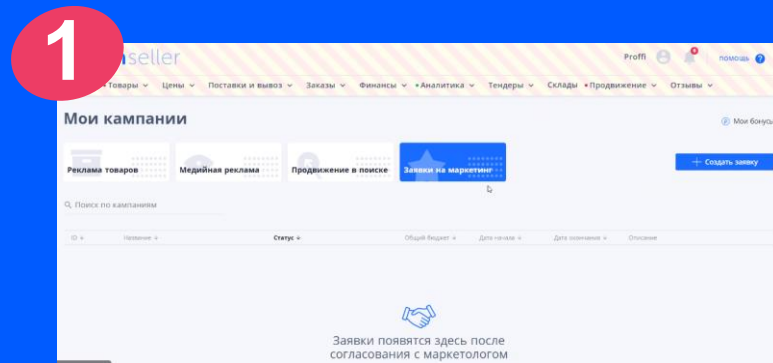 1
seller
Proffi
помощь ?
Товары Цены Поставки и вывоз Заказы Финансы Аналитика Тендеры Склады Продвижение Отзывы
Мои кампании
Мои бонусы
Реклама товаров Медийная реклама Продвижение в поиске Заявки на маркетинг
+ Создать заявку
Поиск по кампаниям
ID Название Статус Общий бюджет Дата начала Дата окончания Описание
Заявки появятся здесь после
согласования с маркетологом